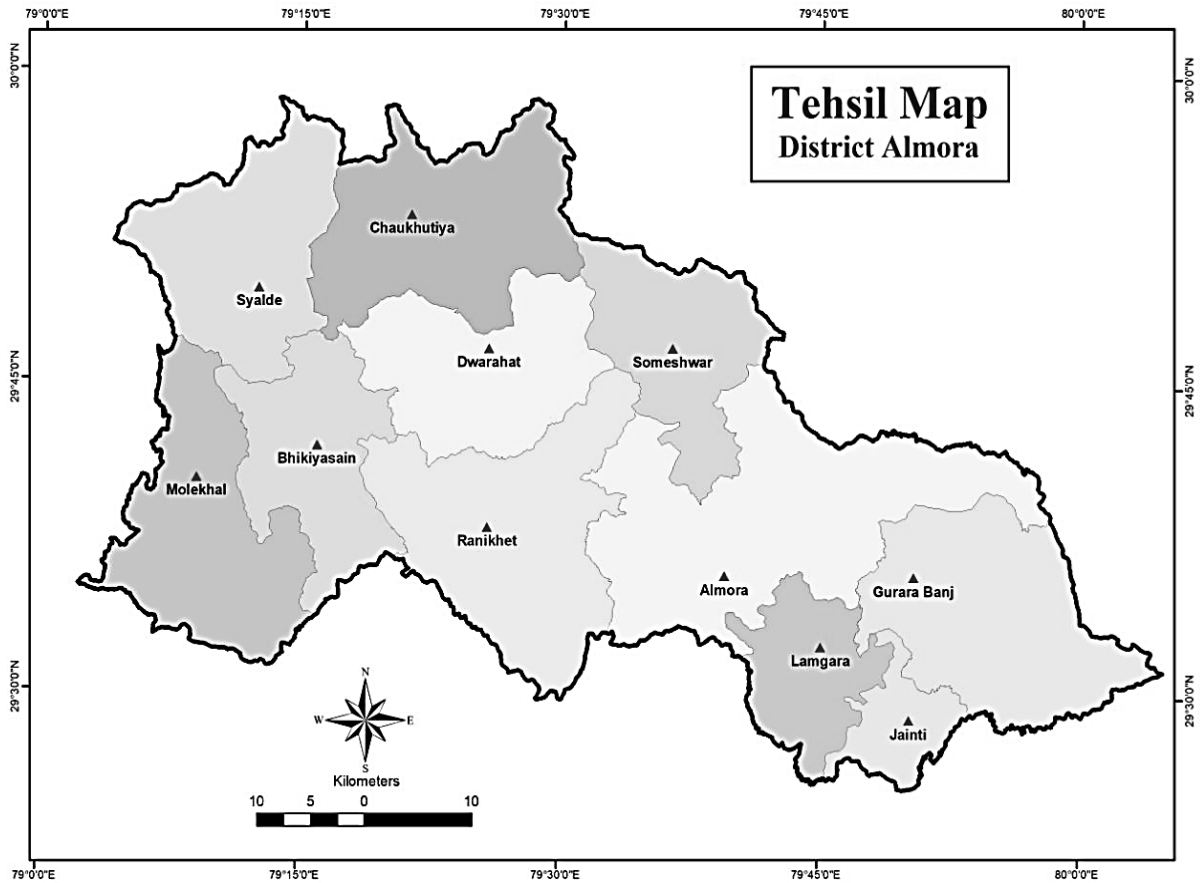 79°0'0"E 79°15'0"E 79°30'0"E 79°45'0"E 80°0'0"E
30°0'0"N 30°0'0"N
Tehsil Map
District Almora
Chaukhutiya
Syalde
Dwarahat
Someshwar
29°45'0"N 29°45'0"N
Bhikiyasain
Molekhal
Ranikhet
Almora
Gurara Banj
Lamgara
29°30'0"N 29°30'0"N
Jainti
N
W E
S
Kilometers
10 5 0 10
79°0'0"E 79°15'0"E 79°30'0"E 79°45'0"E 80°0'0"E